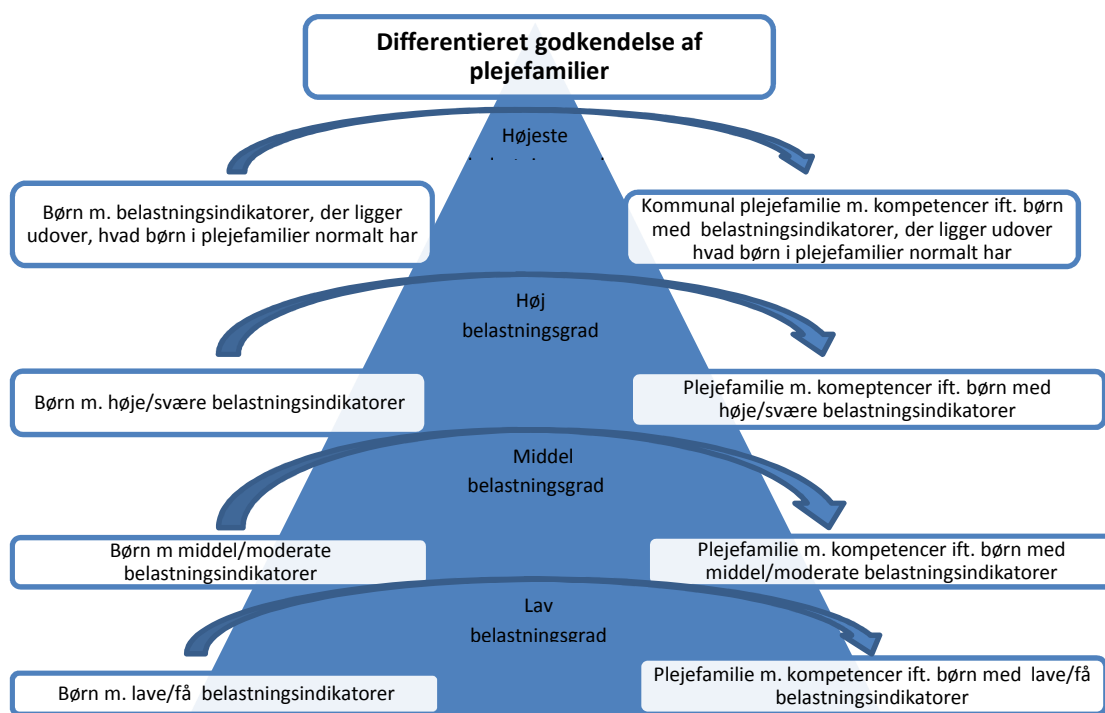 Differentieret godkendelse af
plejefamilier
Højeste
Børn m. belastningsindikatorer, der ligger
udover, hvad børn i plejefamilier normalt har
Kommunal plejefamilie m. kompetencer ift. børn
med belastningsindikatorer, der ligger udover
hvad børn i plejefamilier normalt har
Høj
belastningsgrad
Børn m. høje/svære belastningsindikatorer
Plejefamilie m. komeptencer ift. børn med
høje/svære belastningsindikatorer
Middel
belastningsgrad
Børn m middel/moderate
belastningsindikatorer
Plejefamilie m. kompetencer ift. børn med
middel/moderate belastningsindikatorer
Lav
belastningsgrad
Børn m. lave/få belastningsindikatorer
Plejefamilie m. kompetencer ift. børn med lave/få
belastningsindikatorer